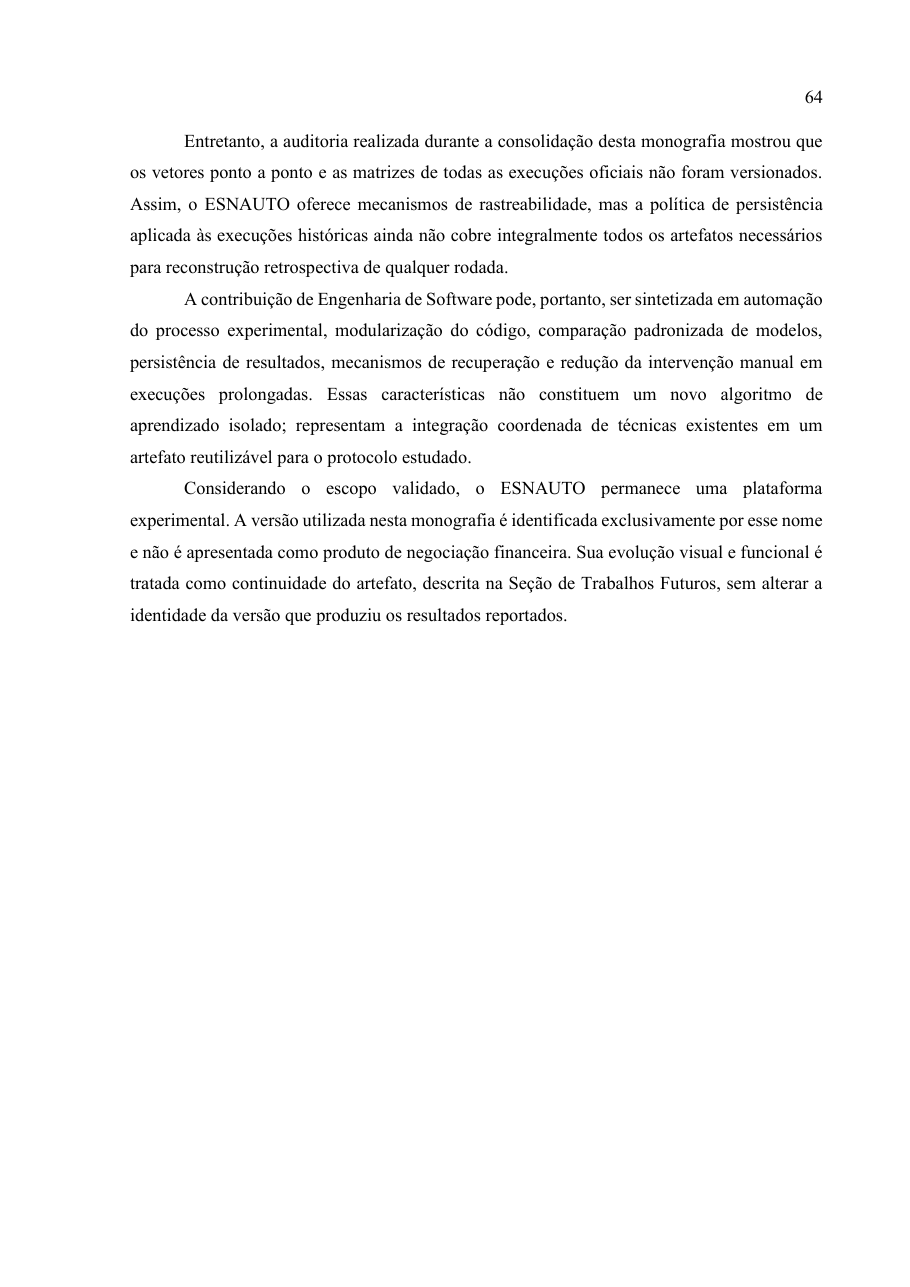 64
Entretanto, a auditoria realizada durante a consolidação desta monografia mostrou que
os vetores ponto a ponto e as matrizes de todas as execuções oficiais não foram versionados.
Assim, o ESNAUTO oferece mecanismos de rastreabilidade, mas a política de persistência
aplicada às execuções históricas ainda não cobre integralmente todos os artefatos necessários
para reconstrução retrospectiva de qualquer rodada.
A contribuição de Engenharia de Software pode, portanto, ser sintetizada em automação
do processo experimental, modularização do código, comparação padronizada de modelos,
persistência de resultados, mecanismos de recuperação e redução da intervenção manual em
execuções prolongadas. Essas características não constituem um novo algoritmo de
aprendizado isolado; representam a integração coordenada de técnicas existentes em um
artefato reutilizável para o protocolo estudado.
Considerando o escopo validado, o ESNAUTO permanece uma plataforma
experimental. A versão utilizada nesta monografia é identificada exclusivamente por esse nome
e não é apresentada como produto de negociação financeira. Sua evolução visual e funcional é
tratada como continuidade do artefato, descrita na Seção de Trabalhos Futuros, sem alterar a
identidade da versão que produziu os resultados reportados.